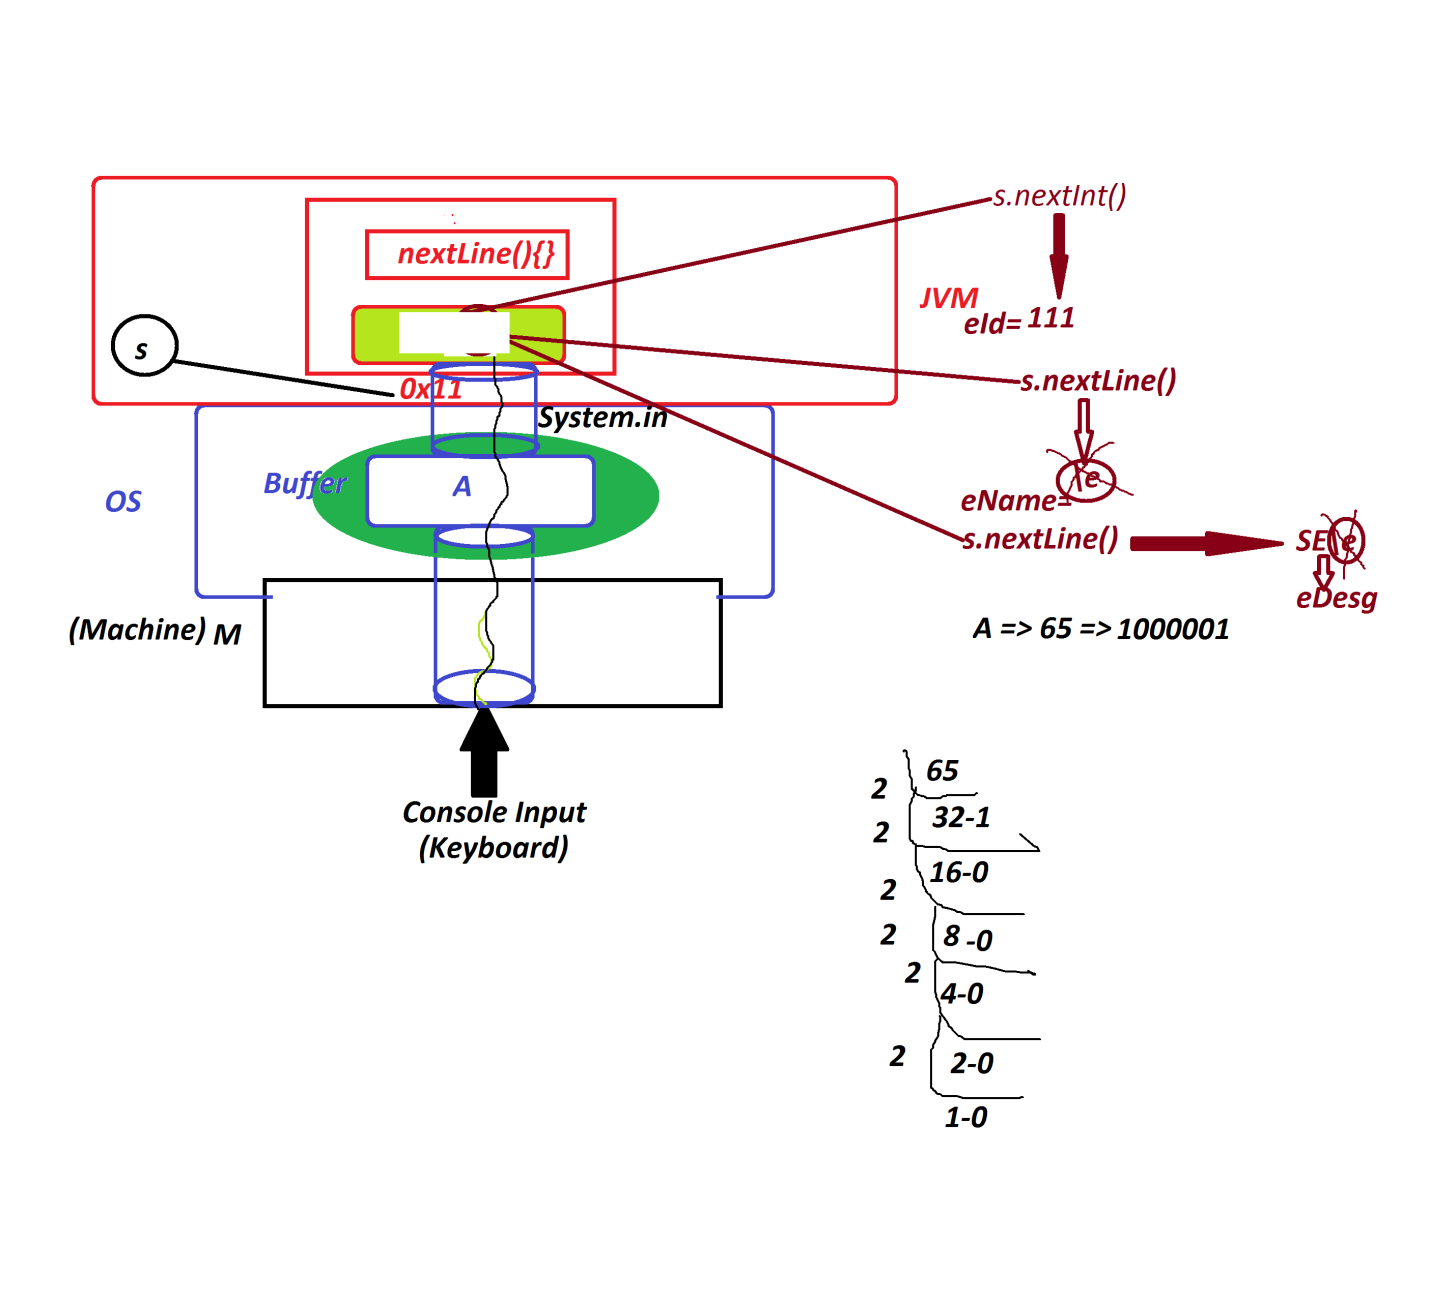 s.nextInt()
nextLine(){}
JVM
eId= 111
s
0x11
s.nextLine()
System.in
Buffer
A
OS
\e
eName=
s.nextLine()
SE\e
eDesg
(Machine) M
A => 65 => 1000001
65
2
32-1
2
16-0
2
8 -0
2
4-0
2
2-0
2
1-0
Console Input
(Keyboard)